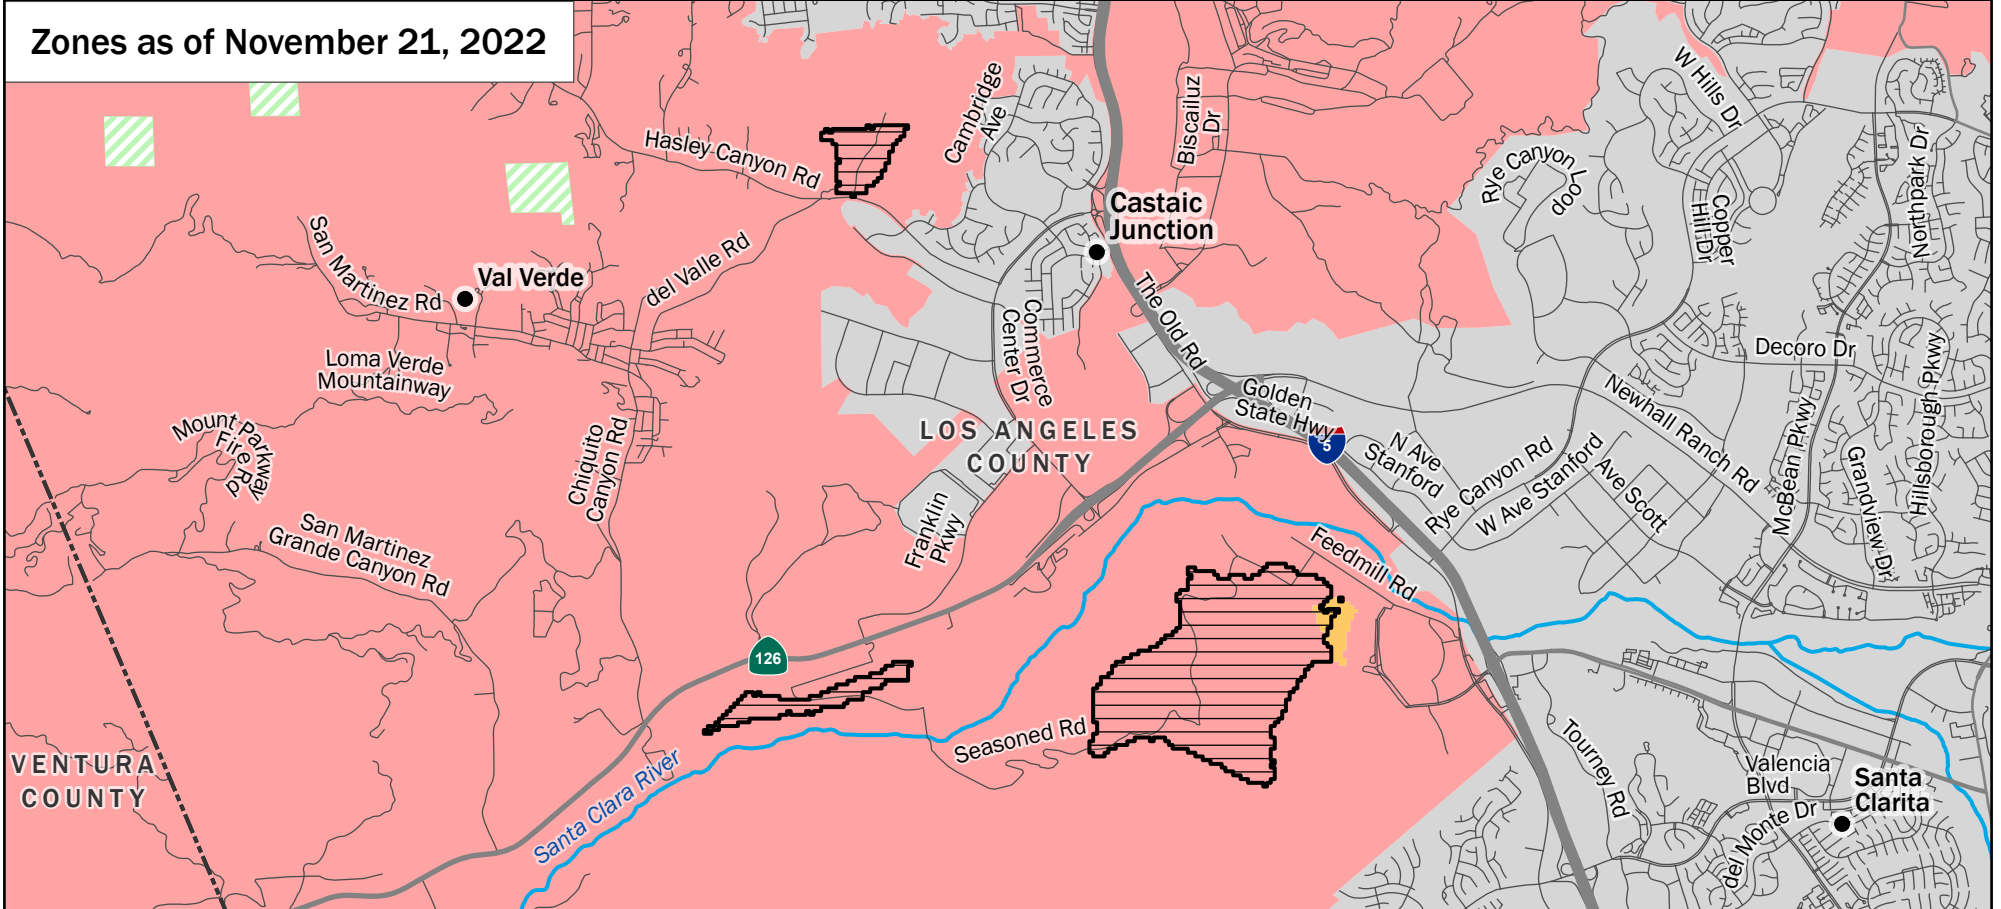 Zones as of November 21, 2022
W Hills Dr
Cambridge
Ave
Biscailuz
Dr
Hasley Canyon Rd
Rye Canyon
Loop
Northpark Dr
Copper
Hill Dr
Castaic
Junction
San Martinez Rd
Val Verde
del Valle Rd
The Old Rd
Commerce
Center Dr
Loma Verde
Mountainway
Decoro Dr
Hillsborough Pkwy
Golden
State Hwy
5
Newhall Ranch Rd
McBean Pkwy
Mount Parkway
Fire Rd
Chiquito
Canyon Rd
LOS ANGELES
COUNTY
N Ave
Stanford
Rye Canyon Rd
W Ave Stanford
Ave Scott
Grandview Dr
Franklin
Pkwy
San Martinez
Grande Canyon Rd
Feedmill Rd
126
Seasoned Rd
Santa Clara River
VENTURA
COUNTY
Tourney Rd
Valencia
Blvd
del Monte Dr
Santa
Clarita